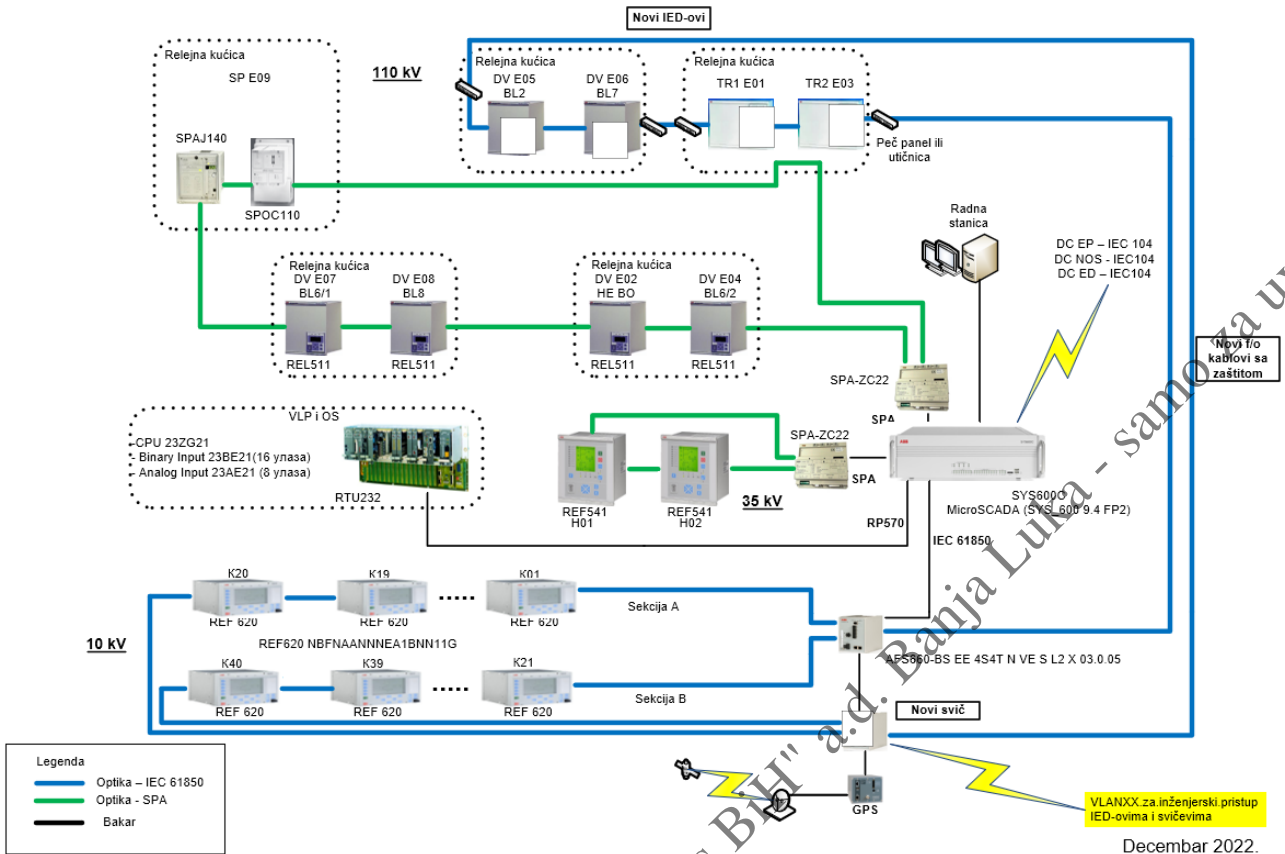 Novi IED-ovi
Relejna kućica
SP E09
110 kV
Relejna kućica
DV E05
BL2
DV E06
BL7
Relejna kućica
TR1 E01
TR2 E03
Peč panel ili
utičnica
SPAJ140
SPOC110
Radna
stanica
DC EP – IEC 104
DC NOS - IEC104
DC ED – IEC104
Relejna kućica
DV E07
BL6/1
DV E08
BL8
REL511
REL511
Relejna kućica
DV E02
HE BO
DV E04
BL6/2
REL511
REL511
Novi f/o
kablovi sa
zaštitom
SPA-ZC22
SPA
VLP i OS
-CPU 23ZG21
- Binary Input 23BE21(16 улаза)
- Analog Input 23AE21 (8 улаза)
RTU232
SPA-ZC22
SPA
REF541
H01
REF541
H02
35 kV
ABB
SYS600C
MicroSCADA (SYS_600 9.4 FP2)
RP570
IEC 61850
K20
K19
K01
REF 620
REF 620
REF 620
Sekcija A
REF620 NBFNAANNNEA1BNN11G
10 kV
K40
K39
K21
REF 620
REF 620
REF 620
Sekcija B
AFS660-BS EE 4S4T N VE S L2 X 03.0.05
Novi svič
GPS
Legenda
Optika – IEC 61850
Optika - SPA
Bakar
VLANXX.za.inženjerski.pristup
IED-ovima i svičevima
Decembar 2022.
s BiH" a.d. Banja Luka - samo za